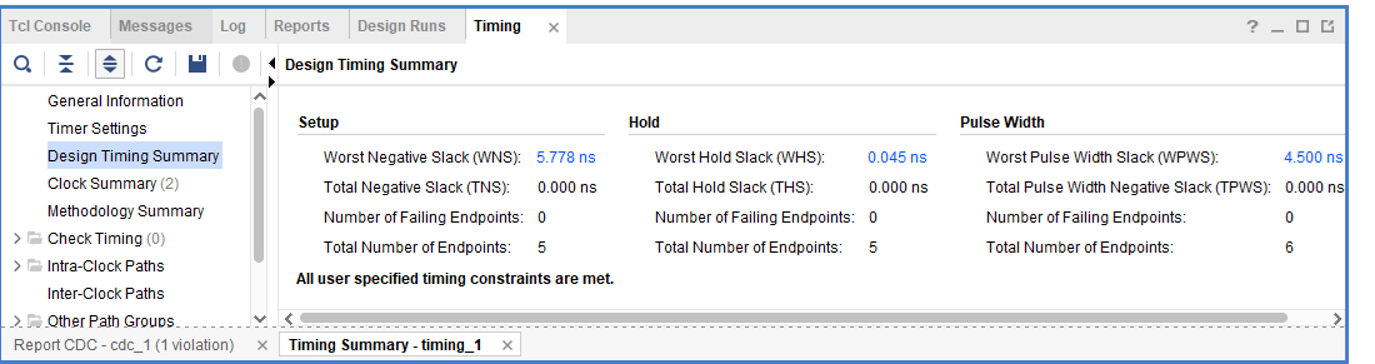 Tcl Console Messages Log Reports Design Runs Timing × ? _
Design Timing Summary
General Information
Timer Settings
Design Timing Summary
Clock Summary (2)
Methodology Summary
> Check Timing (0)
> Intra-Clock Paths
Inter-Clock Paths
> Other Path Groups
Setup Hold Pulse Width
Worst Negative Slack (WNS): 5.778 ns Worst Hold Slack (WHS): 0.045 ns Worst Pulse Width Slack (WPWS): 4.500 ns
Total Negative Slack (TNS): 0.000 ns Total Hold Slack (THS): 0.000 ns Total Pulse Width Negative Slack (TPWS): 0.000 ns
Number of Failing Endpoints: 0 Number of Failing Endpoints: 0 Number of Failing Endpoints: 0
Total Number of Endpoints: 5 Total Number of Endpoints: 5 Total Number of Endpoints: 6
All user specified timing constraints are met.
Report CDC - cdc_1 (1 violation) × Timing Summary - timing_1 ×